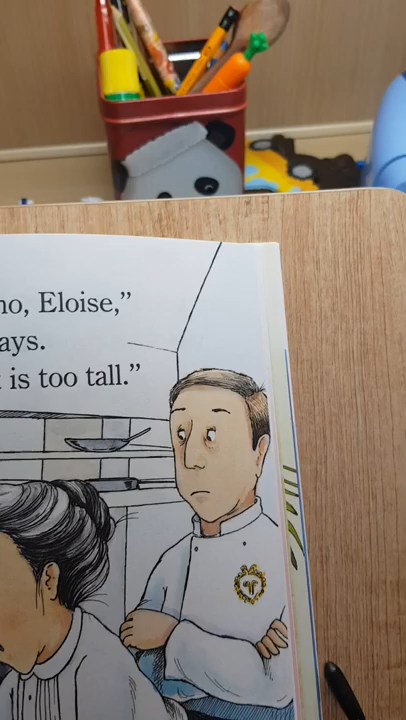 no, Eloise,”
ays.
is too tall.”